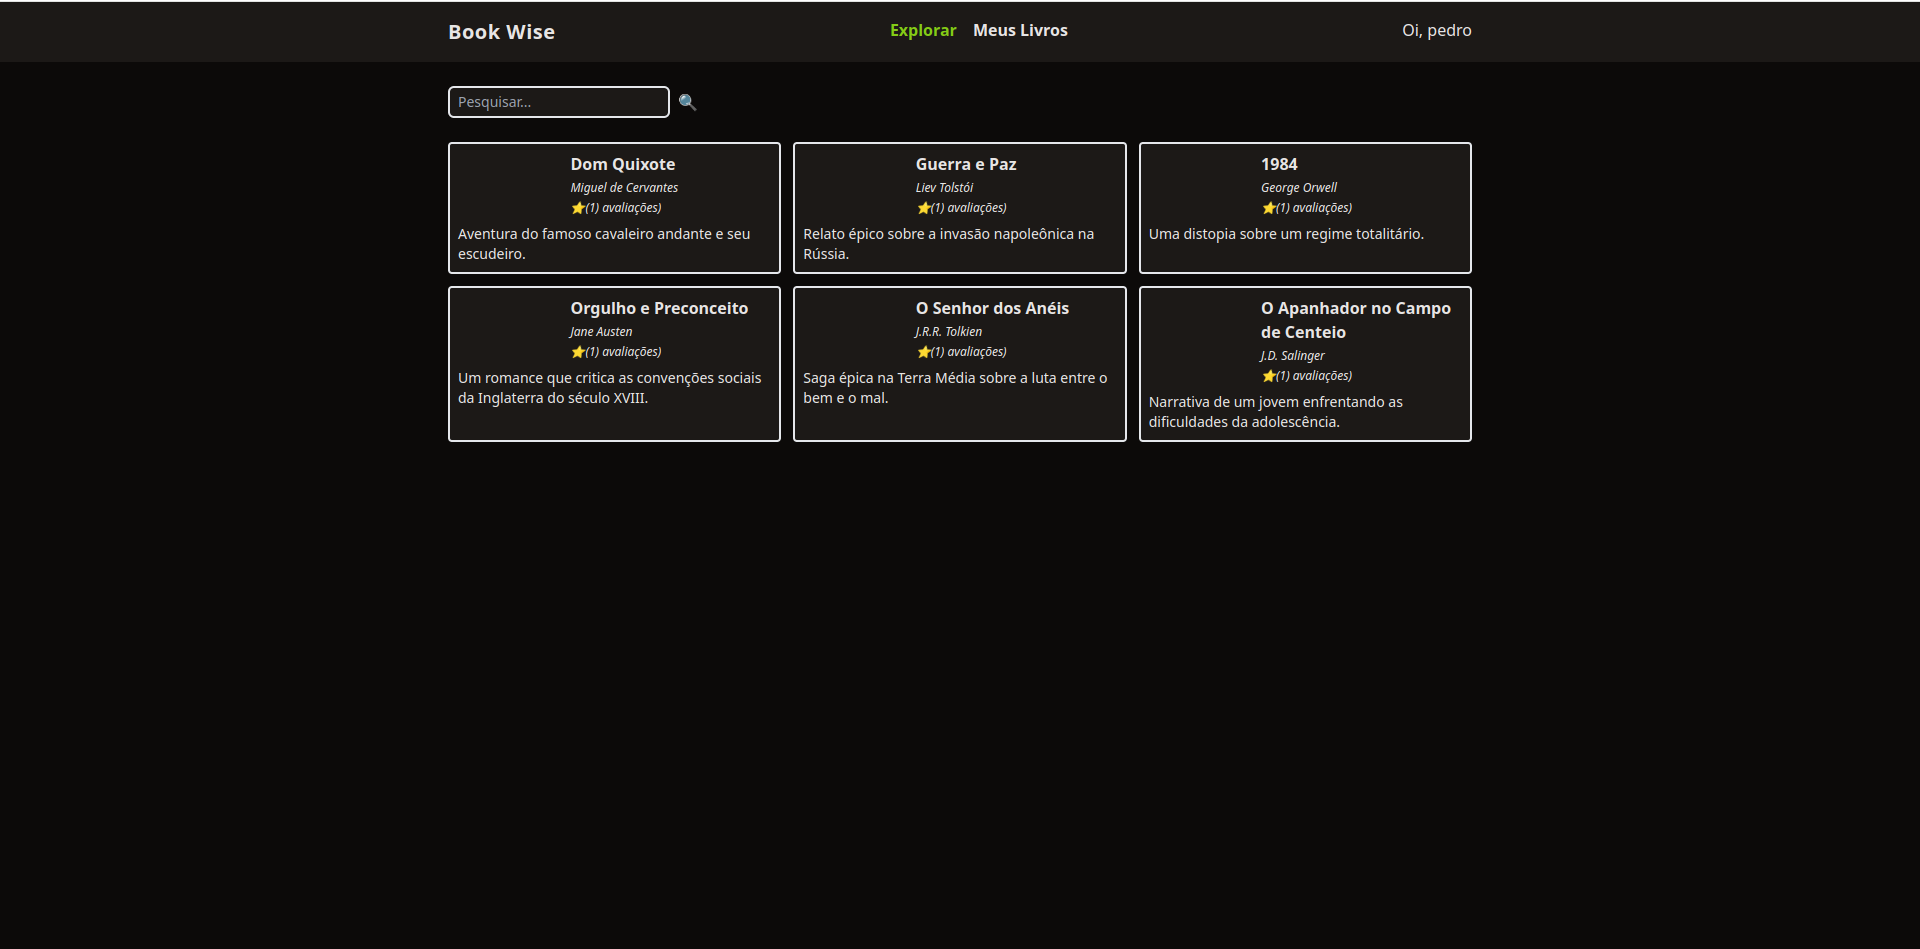 Book Wise
Explorar Meus Livros
Oi, pedro
Pesquisar...
Dom Quixote
Miguel de Cervantes
⭐(1) avaliações)
Aventura do famoso cavaleiro andante e seu
escudeiro.
Guerra e Paz
Liev Tolstói
⭐(1) avaliações)
Relato épico sobre a invasão napoleônica na
Rússia.
1984
George Orwell
⭐(1) avaliações)
Uma distopia sobre um regime totalitário.
Orgulho e Preconceito
Jane Austen
⭐(1) avaliações)
Um romance que critica as convenções sociais
da Inglaterra do século XVIII.
O Senhor dos Anéis
J.R.R. Tolkien
⭐(1) avaliações)
Saga épica na Terra Média sobre a luta entre o
bem e o mal.
O Apanhador no Campo
de Centeio
J.D. Salinger
⭐(1) avaliações)
Narrativa de um jovem enfrentando as
dificuldades da adolescência.